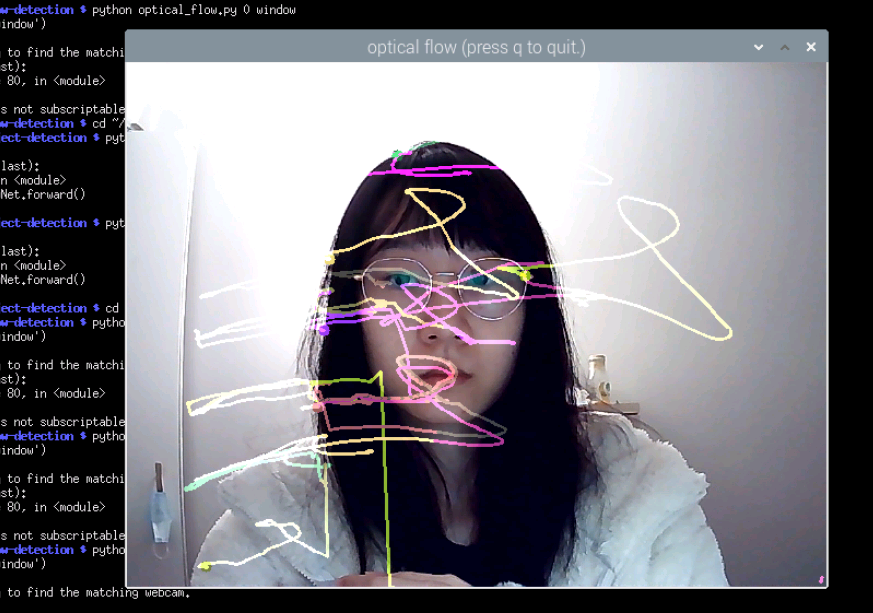 w-detection $ python optical_flow.py 0 window
indow')
optical flow (press q to quit.)
to find the matchi
st):
e 80, in <module>
s not subscriptable
w-detection $ cd ~/
ect-detection $ pyt
last):
n <module>
Net.forward()
ect-detection $ pyt
last):
in <module>
Net.forward()
ect-detection $ cd
w-detection $ pytho
indow')
to find the matchi
st):
e 80, in <module>
s not subscriptable
w-detection $ pytho
indow')
to find the matchi
st):
e 80, in <module>
s not subscriptable
w-detection $ pytho
indow')
to find the matching webcam.